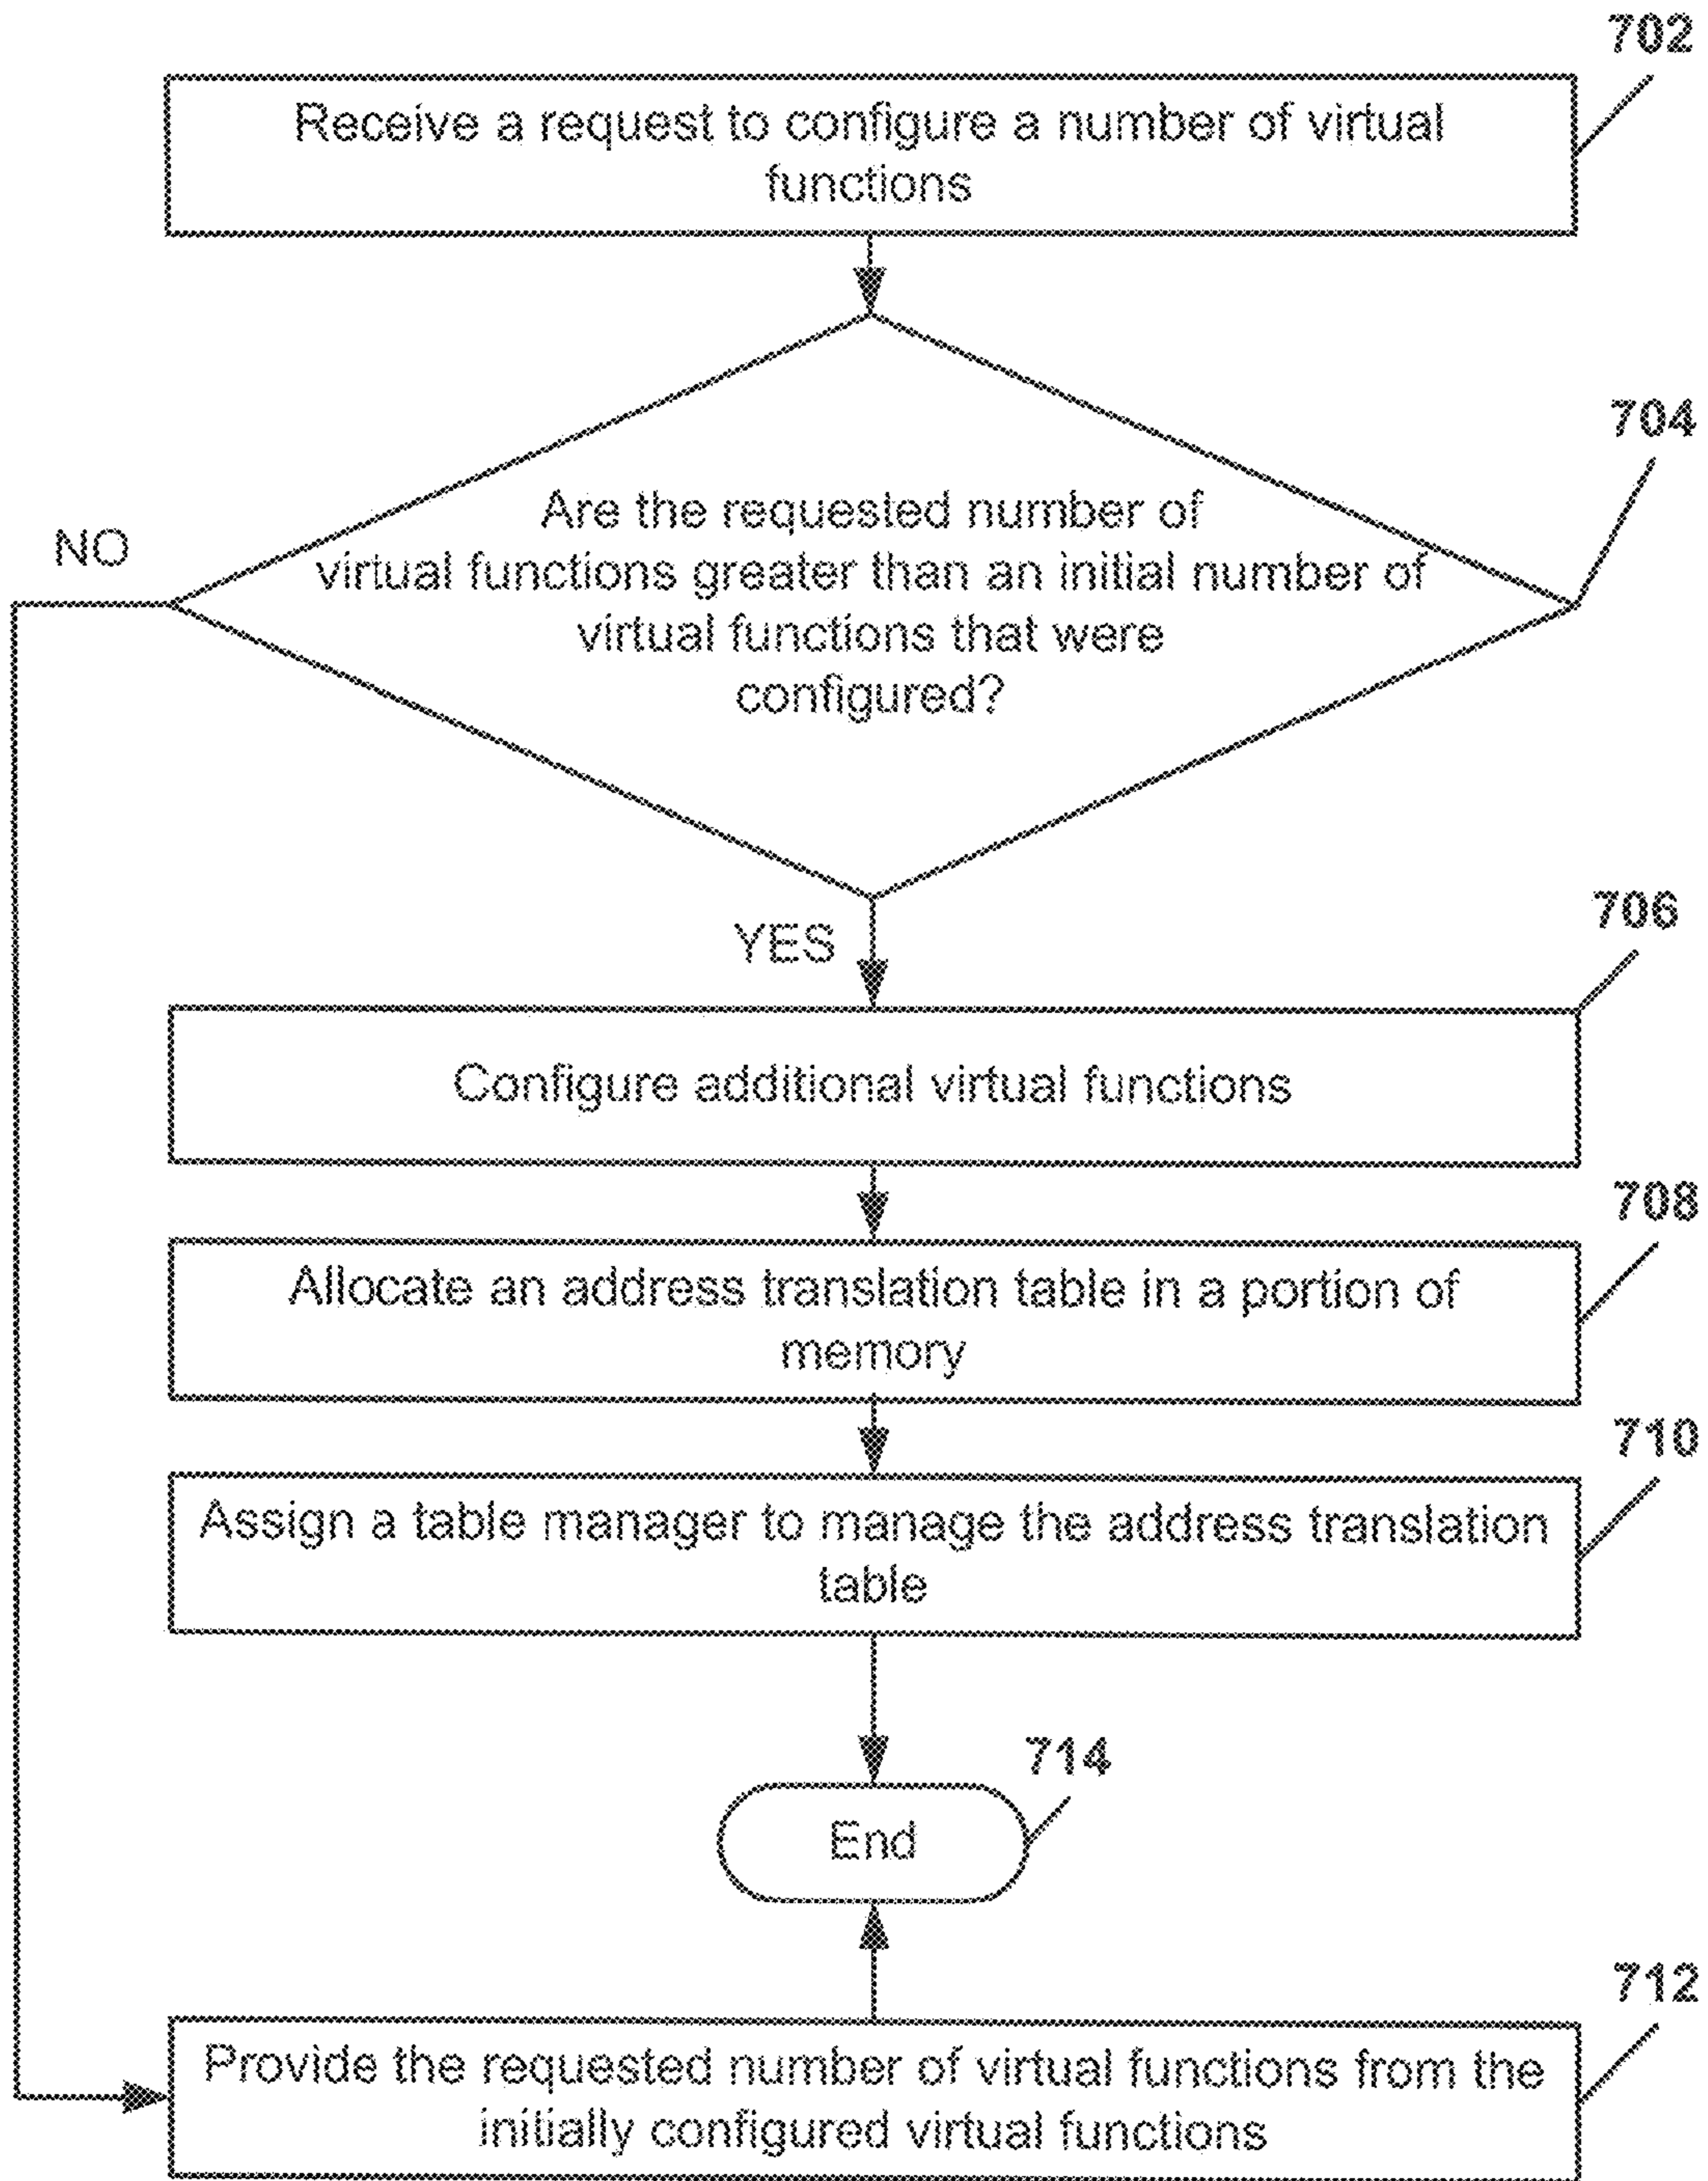 702
Receive a request to configure a number of virtual
functions
704
Are the requested number of
virtual functions greater than an initial number of
virtual functions that were
configured?
NO
YES
706
Configure additional virtual functions
708
Allocate an address translation table in a portion of
memory
710
Assign a table manager to manage the address translation
table
714
End
712
Provide the requested number of virtual functions from the
initially configured virtual functions